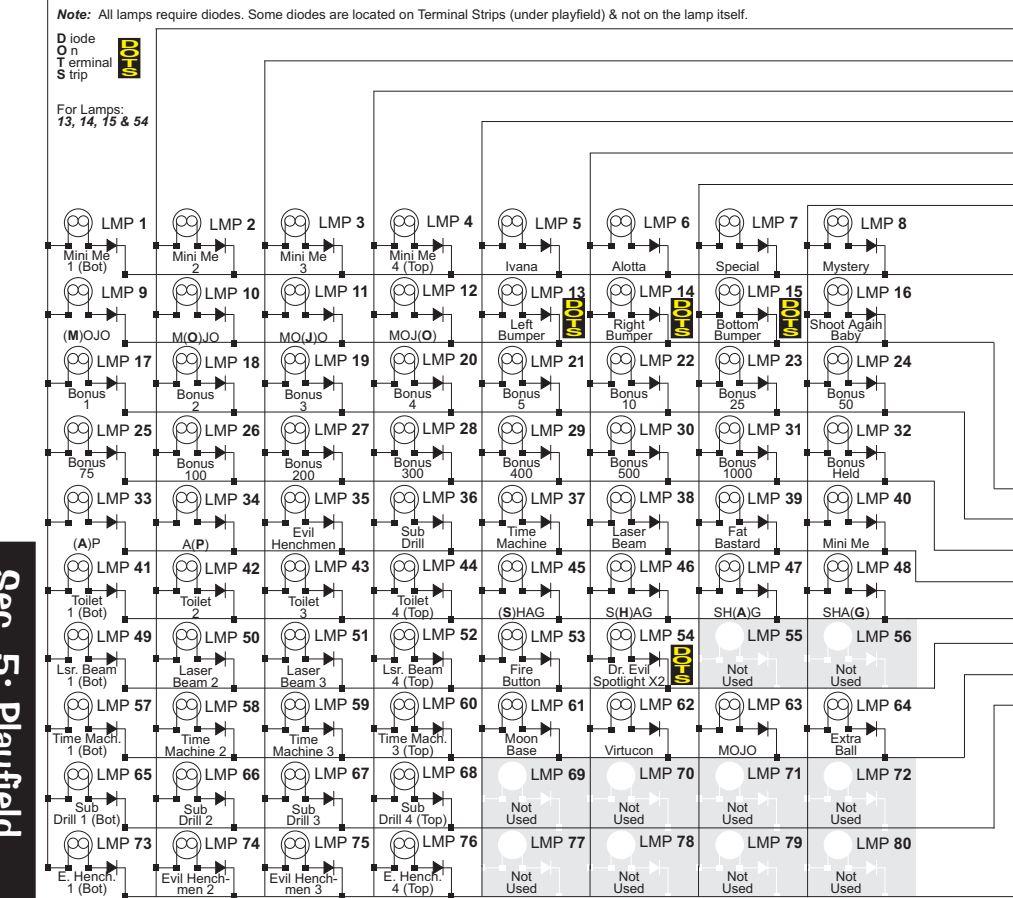 Note: All lamps require diodes. Some diodes are located on Terminal Strips (under playfield) & not on the lamp itself.
D iode
O n
T erminal
S trip
DOTS
For Lamps:
13, 14, 15 & 54
LMP 1
Mini Me
1 (Bot)
LMP 2
Mini Me
2
LMP 3
Mini Me
3
LMP 4
Mini Me
4 (Top)
LMP 5
Ivana
LMP 6
Alotta
LMP 7
Special
LMP 8
Mystery
LMP 9
(M)OJO
LMP 10
M(O)JO
LMP 11
MO(J)O
LMP 12
MOJ(O)
LMP 13
Left
Bumper
DOTS
LMP 14
Right
Bumper
DOTS
LMP 15
Bottom
Bumper
DOTS
LMP 16
Shoot Again
Baby
LMP 17
Bonus
1
LMP 18
Bonus
2
LMP 19
Bonus
3
LMP 20
Bonus
4
LMP 21
Bonus
5
LMP 22
Bonus
10
LMP 23
Bonus
25
LMP 24
Bonus
50
LMP 25
Bonus
75
LMP 26
Bonus
100
LMP 27
Bonus
200
LMP 28
Bonus
300
LMP 29
Bonus
400
LMP 30
Bonus
500
LMP 31
Bonus
1000
LMP 32
Bonus
Held
LMP 33
(A)P
LMP 34
A(P)
LMP 35
Evil
Henchmen
LMP 36
Sub
Drill
LMP 37
Time
Machine
LMP 38
Laser
Beam
LMP 39
Fat
Bastard
LMP 40
Mini Me
LMP 41
Toilet
1 (Bot)
LMP 42
Toilet
2
LMP 43
Toilet
3
LMP 44
Toilet
4 (Top)
LMP 45
(S)HAG
LMP 46
S(H)AG
LMP 47
SH(A)G
LMP 48
SHA(G)
LMP 49
Lsr. Beam
1 (Bot)
LMP 50
Laser
Beam 2
LMP 51
Laser
Beam 3
LMP 52
Lsr. Beam
4 (Top)
LMP 53
Fire
Button
LMP 54
Dr. Evil
Spotlight X2
DOTS
LMP 55
Not
Used
LMP 56
Not
Used
LMP 57
Time Mach.
1 (Bot)
LMP 58
Time
Machine 2
LMP 59
Time
Machine 3
LMP 60
Time Mach.
3 (Top)
LMP 61
Moon
Base
LMP 62
Virtucon
LMP 63
MOJO
LMP 64
Extra
Ball
LMP 65
Sub
Drill 1 (Bot)
LMP 66
Sub
Drill 2
LMP 67
Sub
Drill 3
LMP 68
Sub
Drill 4 (Top)
LMP 69
Not
Used
LMP 70
Not
Used
LMP 71
Not
Used
LMP 72
Not
Used
LMP 73
E. Hench.
1 (Bot)
LMP 74
Evil Hench-
men 2
LMP 75
Evil Hench-
men 3
LMP 76
E. Hench.
4 (Top)
LMP 77
Not
Used
LMP 78
Not
Used
LMP 79
Not
Used
LMP 80
Not
Used
Sec. 5: Playfield